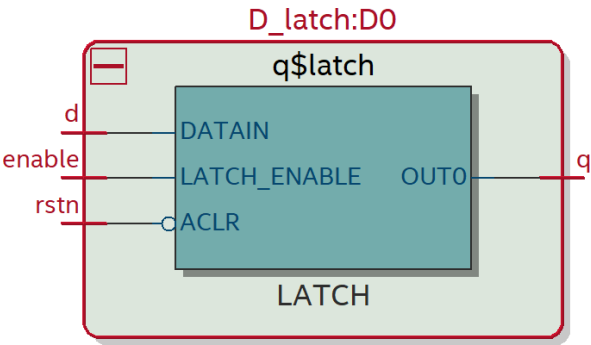 D_latch:D0
q$latch
d
DATAIN
enable
LATCH_ENABLE
OUT0
q
rstn
ACLR
LATCH